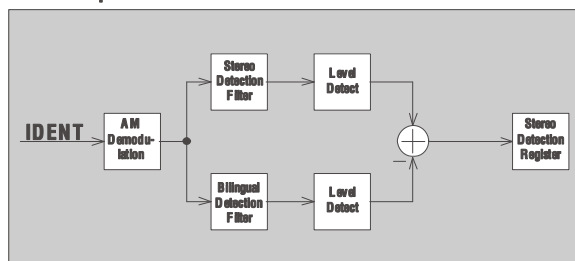 Stereo
Detection
Filter
Level
Detect
IDENT
AM
Demodu-
lation
Stereo
Detection
Register
Bilingual
Detection
Filter
Level
Detect